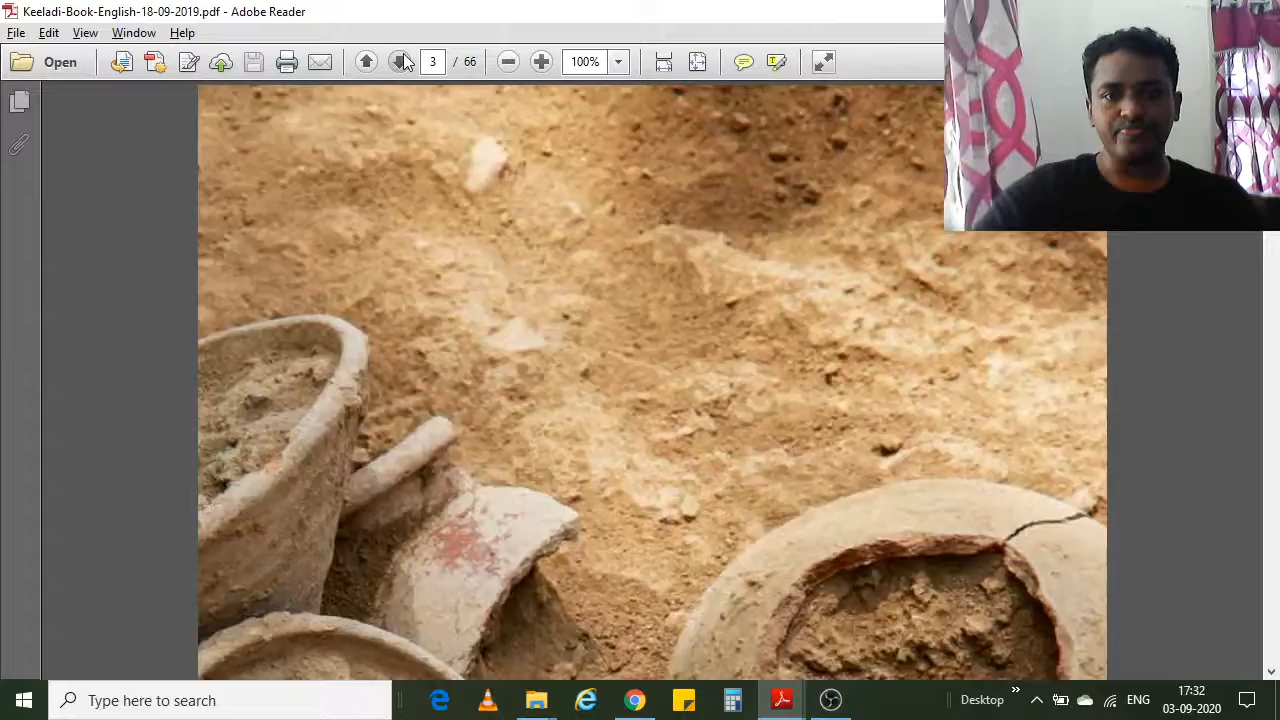 Keeladi-Book-English-18-09-2019.pdf - Adobe Reader
File Edit View Window Help
Open 3 / 66 100%
Type here to search
Desktop » ENG 17:32
03-09-2020